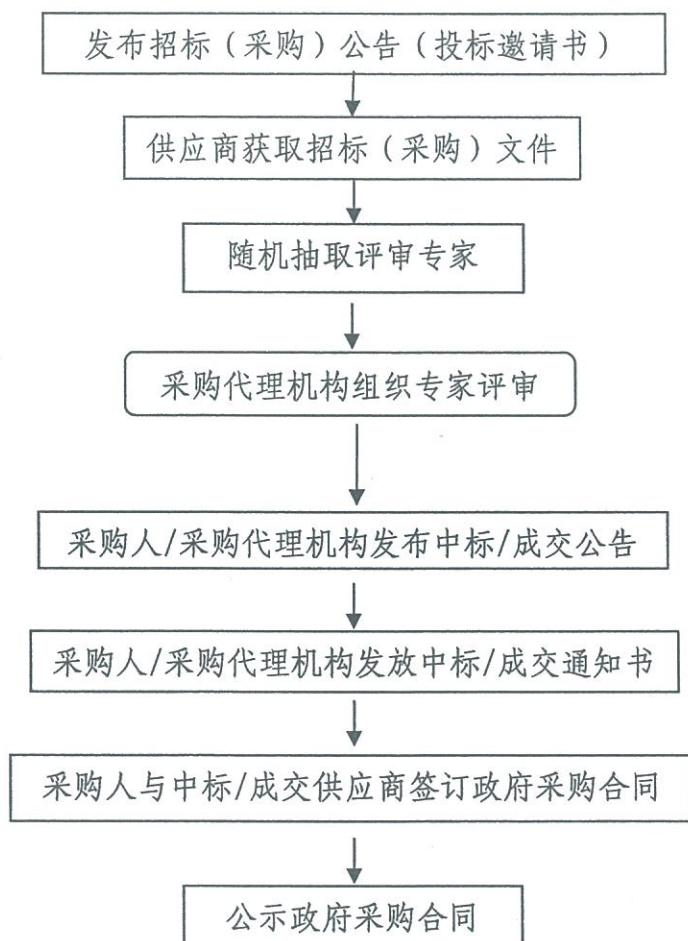 发布招标（采购）公告（投标邀请书）
供应商获取招标（采购）文件
随机抽取评审专家
采购代理机构组织专家评审
采购人/采购代理机构发布中标/成交公告
采购人/采购代理机构发放中标/成交通知书
采购人与中标/成交供应商签订政府采购合同
公示政府采购合同